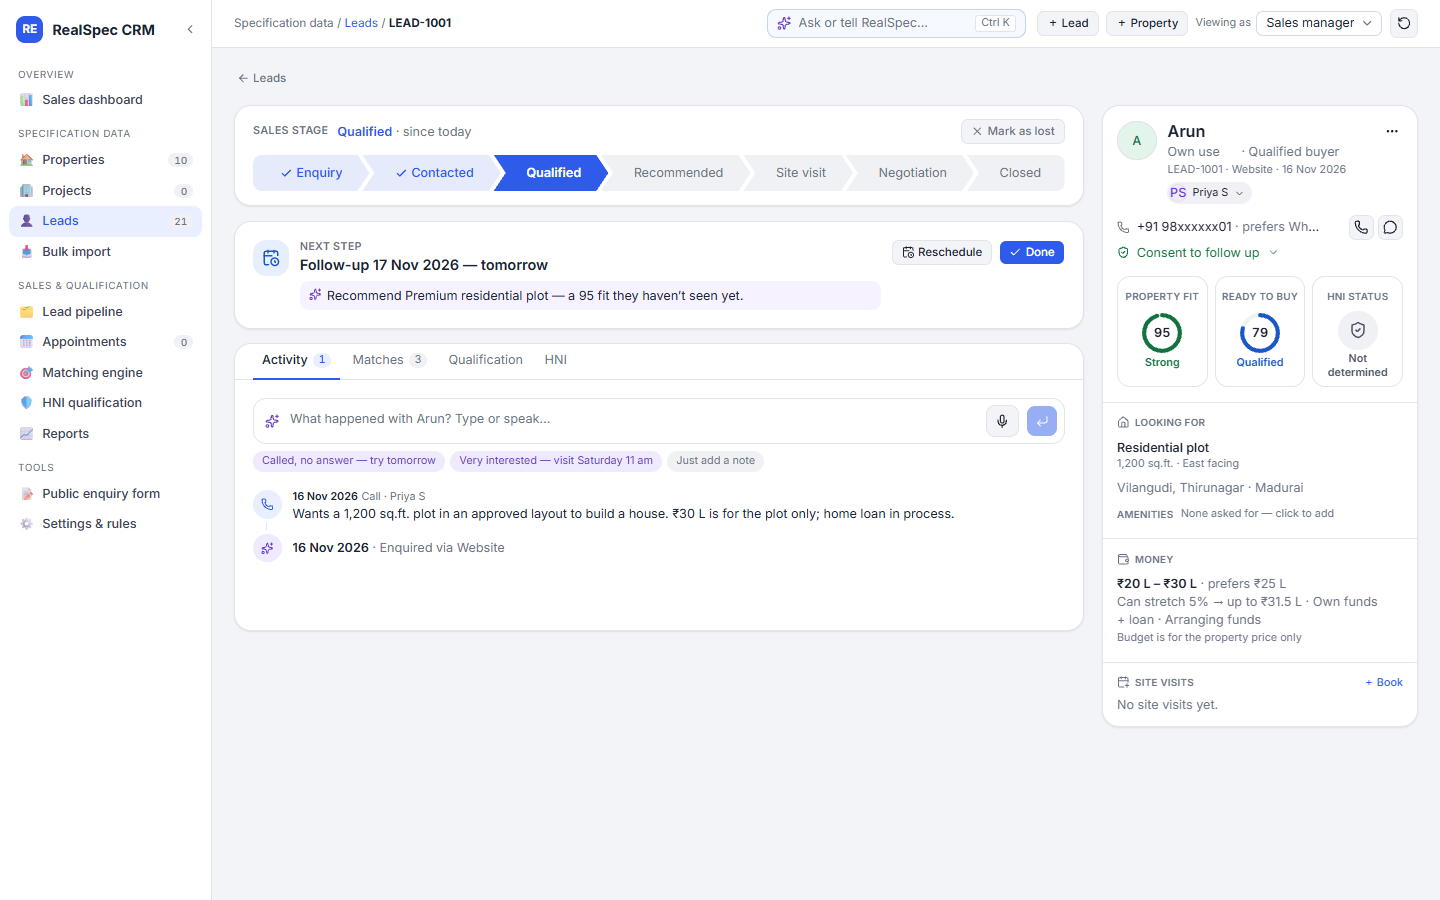 RE RealSpec CRM
OVERVIEW
Sales dashboard
SPECIFICATION DATA
Properties 10
Projects 0
Leads 21
Bulk import
SALES & QUALIFICATION
Lead pipeline
Appointments 0
Matching engine
HNI qualification
Reports
TOOLS
Public enquiry form
Settings & rules
Specification data / Leads / LEAD-1001
Ask or tell RealSpec... Ctrl K
+ Lead
+ Property
Viewing as Sales manager
← Leads
SALES STAGE Qualified · since today
Mark as lost
Enquiry
Contacted
Qualified
Recommended
Site visit
Negotiation
Closed
NEXT STEP
Follow-up 17 Nov 2026 — tomorrow
Reschedule
Done
Recommend Premium residential plot — a 95 fit they haven't seen yet.
Activity 1
Matches 3
Qualification
HNI
What happened with Arun? Type or speak...
Called, no answer — try tomorrow
Very interested — visit Saturday 11 am
Just add a note
16 Nov 2026 Call · Priya S
Wants a 1,200 sq.ft. plot in an approved layout to build a house. ₹30 L is for the plot only; home loan in process.
16 Nov 2026 · Enquired via Website
A
Arun
Own use · Qualified buyer
LEAD-1001 · Website · 16 Nov 2026
PS Priya S
+91 98xxxxxx01 · prefers Wh...
Consent to follow up
PROPERTY FIT
95
Strong
READY TO BUY
79
Qualified
HNI STATUS
Not
determined
LOOKING FOR
Residential plot
1,200 sq.ft. · East facing
Vilangudi, Thirunagar · Madurai
AMENITIES None asked for — click to add
MONEY
₹20 L – ₹30 L · prefers ₹25 L
Can stretch 5% → up to ₹31.5 L · Own funds
+ loan · Arranging funds
Budget is for the property price only
SITE VISITS
+ Book
No site visits yet.